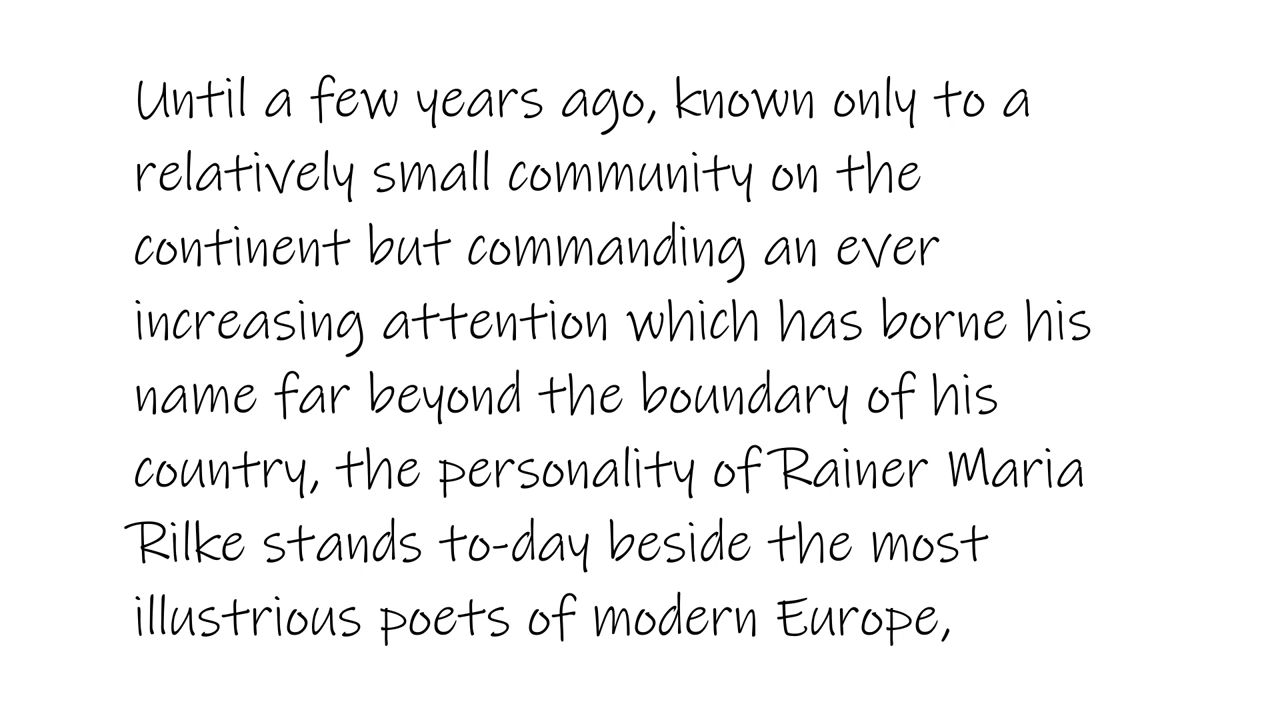 Until a few years ago, known only to a
relatively small community on the
continent but commanding an ever
increasing attention which has borne his
name far beyond the boundary of his
country, the personality of Rainer Maria
Rilke stands to-day beside the most
illustrious poets of modern Europe,